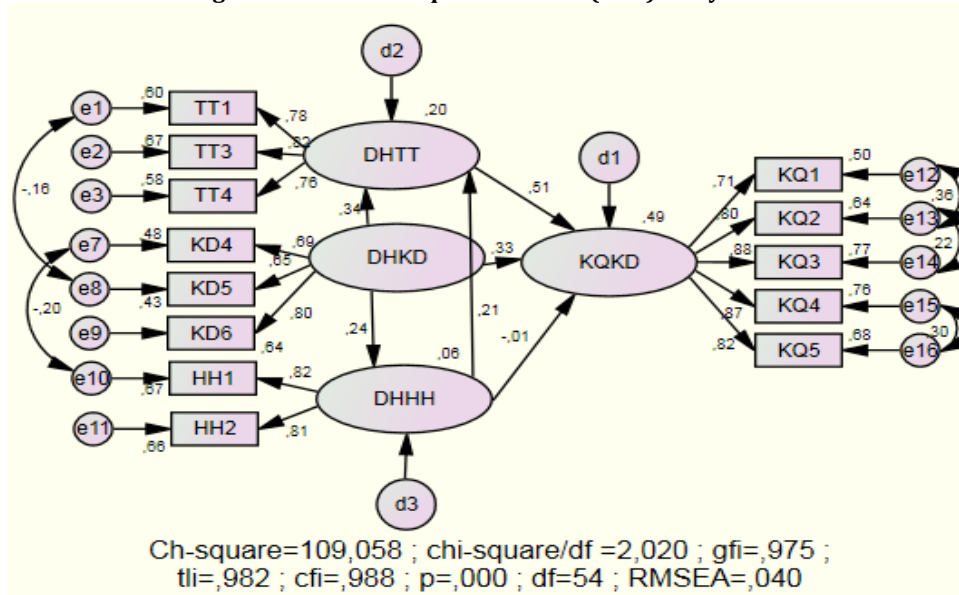 d2
,20
e1 ,60 TT1 ,78
e2 ,67 TT3 ,82 DHTT
e3 ,58 TT4 ,76
d1
-,16
,34 ,51
,49
,71 KQ1 ,50 e12
,36
,80 KQ2 ,64 e13
,22
,88 KQ3 ,77 e14
,87 KQ4 ,76 e15
,30
,82 KQ5 ,68 e16
e7 ,48 KD4 ,69 DHKD ,33 KQKD
e8 ,43 KD5 ,65
-,20
e9 KD6 ,80 ,24 ,21 -,01
,64 ,06
e10 ,67 HH1 ,82 DHHH
e11 ,66 HH2 ,81
d3
Ch-square=109,058 ; chi-square/df =2,020 ; gfi=,975 ;
tli=,982 ; cfi=,988 ; p=,000 ; df=54 ; RMSEA=,040